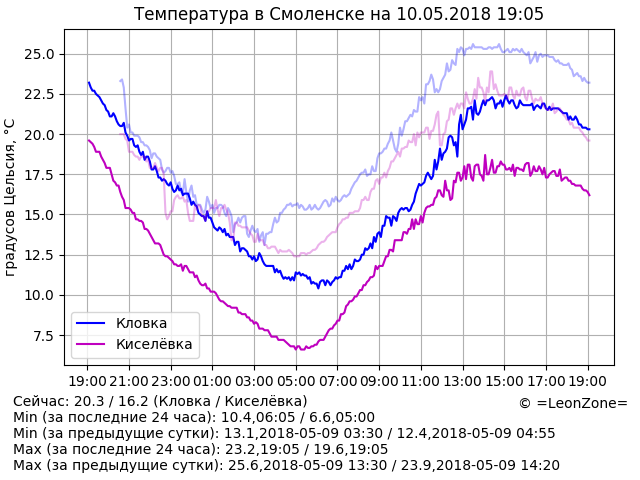 Температура в Смоленске на 10.05.2018 19:05
градусов Цельсия, °C
25.0
22.5
20.0
17.5
15.0
12.5
10.0
7.5
Кловка
Киселёвка
19:00 21:00 23:00 01:00 03:00 05:00 07:00 09:00 11:00 13:00 15:00 17:00 19:00
Сейчас: 20.3 / 16.2 (Кловка / Киселёвка)
© =LeonZone=
Min (за последние 24 часа): 10.4,06:05 / 6.6,05:00
Min (за предыдущие сутки): 13.1,2018-05-09 03:30 / 12.4,2018-05-09 04:55
Max (за последние 24 часа): 23.2,19:05 / 19.6,19:05
Max (за предыдущие сутки): 25.6,2018-05-09 13:30 / 23.9,2018-05-09 14:20